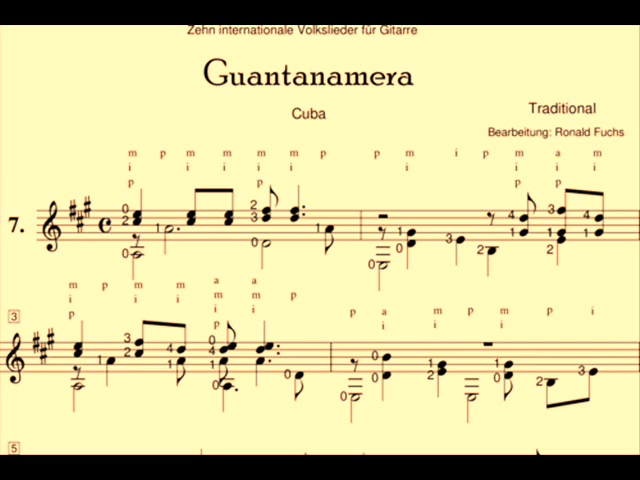 Zehn internationale Volkslieder für Gitarre
Guantanamera
Cuba
Traditional
Bearbeitung: Ronald Fuchs
m p m m m p p m i p m a m
i i i i i p p i
p
7.
3
m p m m a a
i i m m p
p i i i
p
p a m p m p i
i i i
5